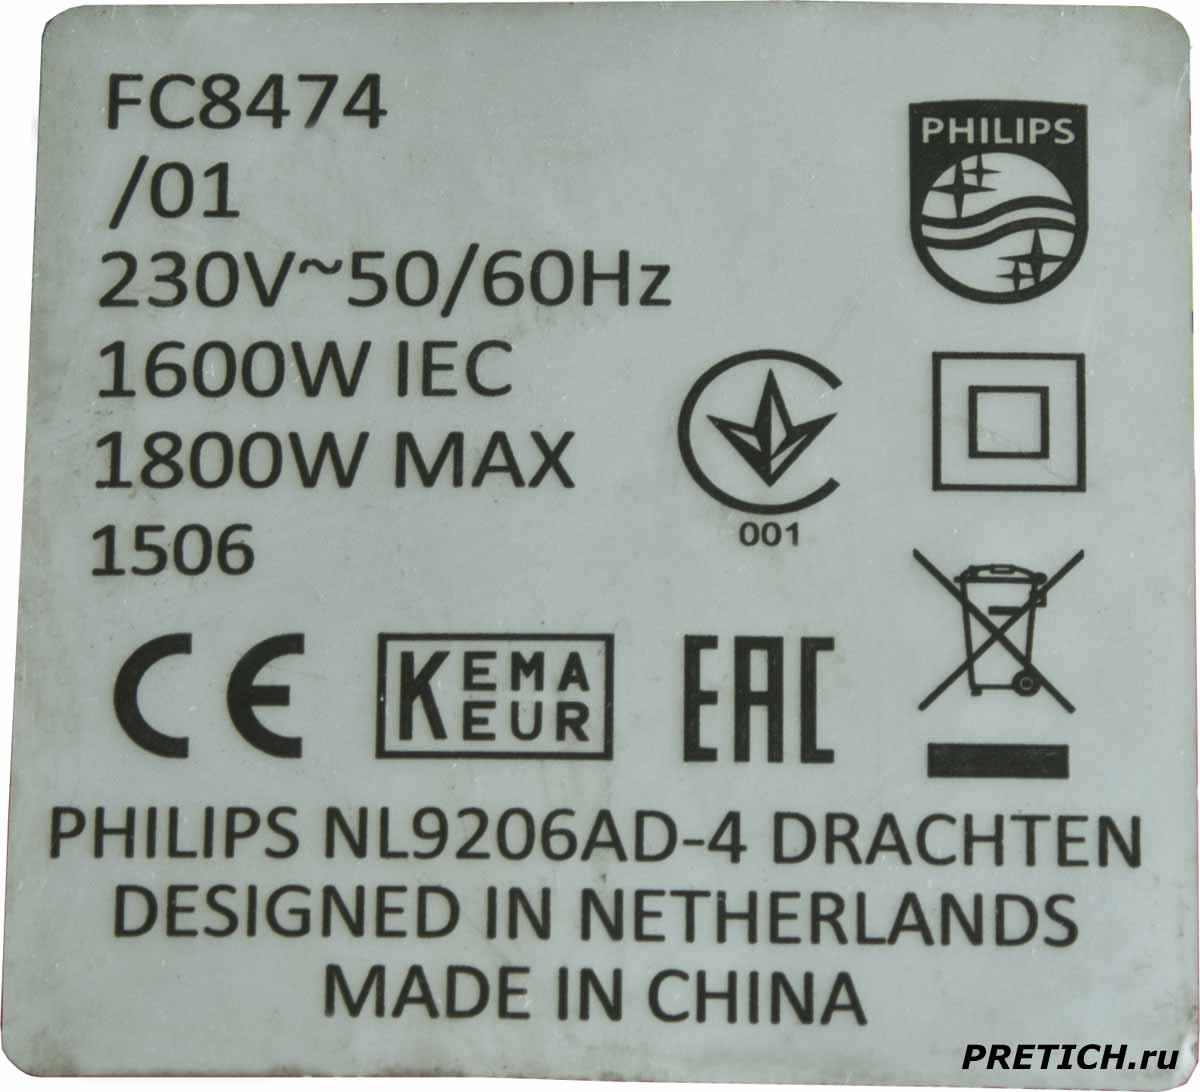 FC8474
/01
230V~50/60Hz
1600W IEC
1800W MAX
1506
PHILIPS
001
CE
KEMA
EUR
EAC
PHILIPS NL9206AD-4 DRACHTEN
DESIGNED IN NETHERLANDS
MADE IN CHINA
PRETICH.ru